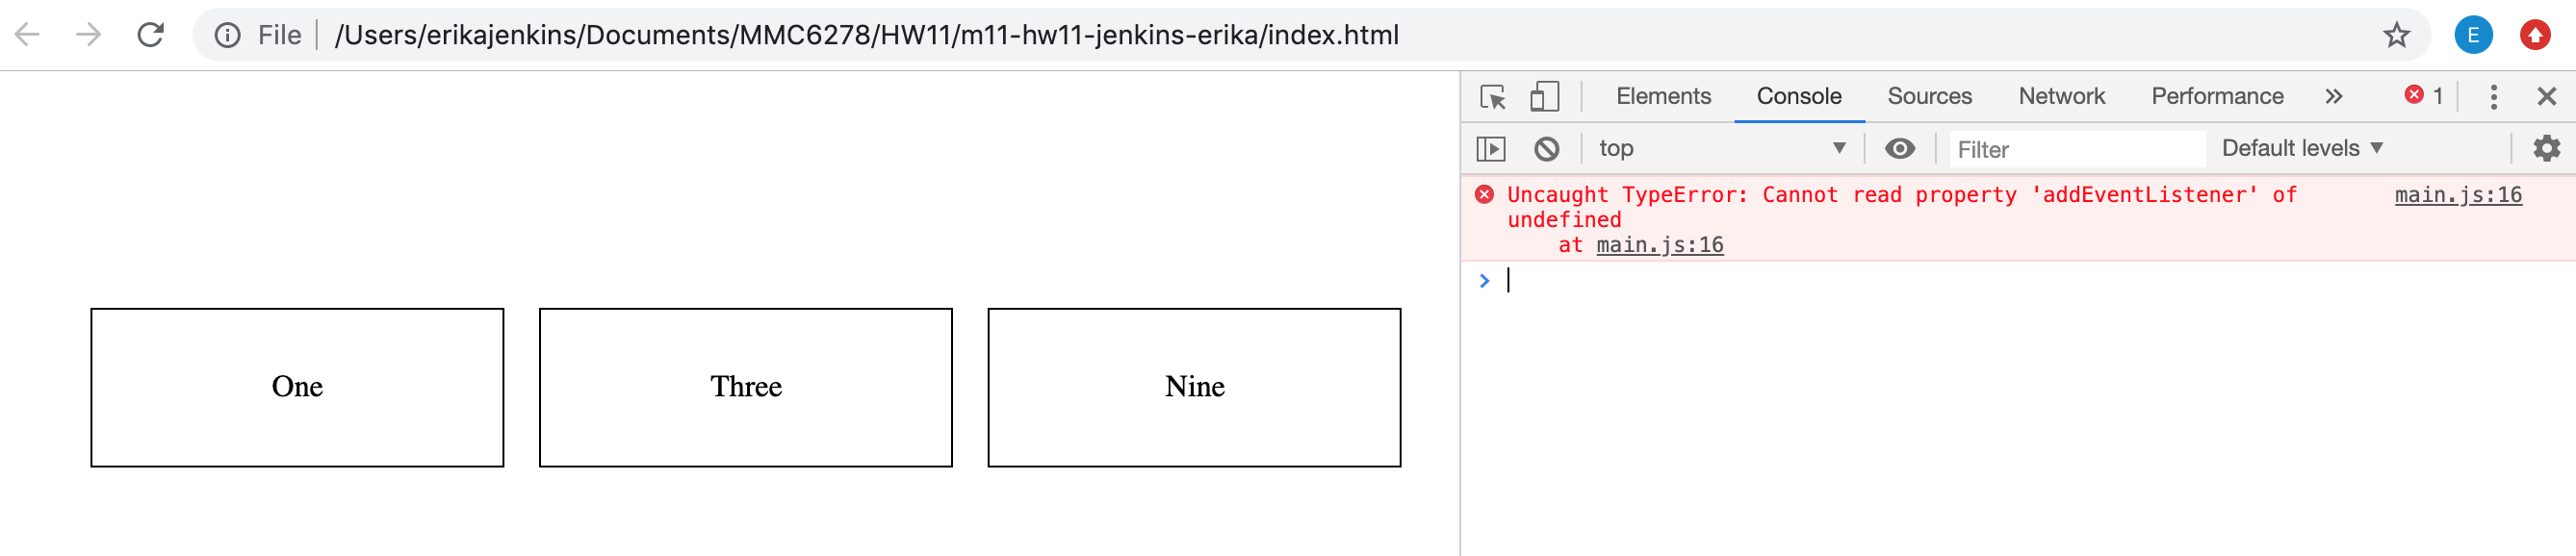 File /Users/erikajenkins/Documents/MMC6278/HW11/m11-hw11-jenkins-erika/index.html E
Elements Console Sources Network Performance » 1
top Filter Default levels
Uncaught TypeError: Cannot read property 'addEventListener' of main.js:16
undefined
at main.js:16
>
One Three Nine